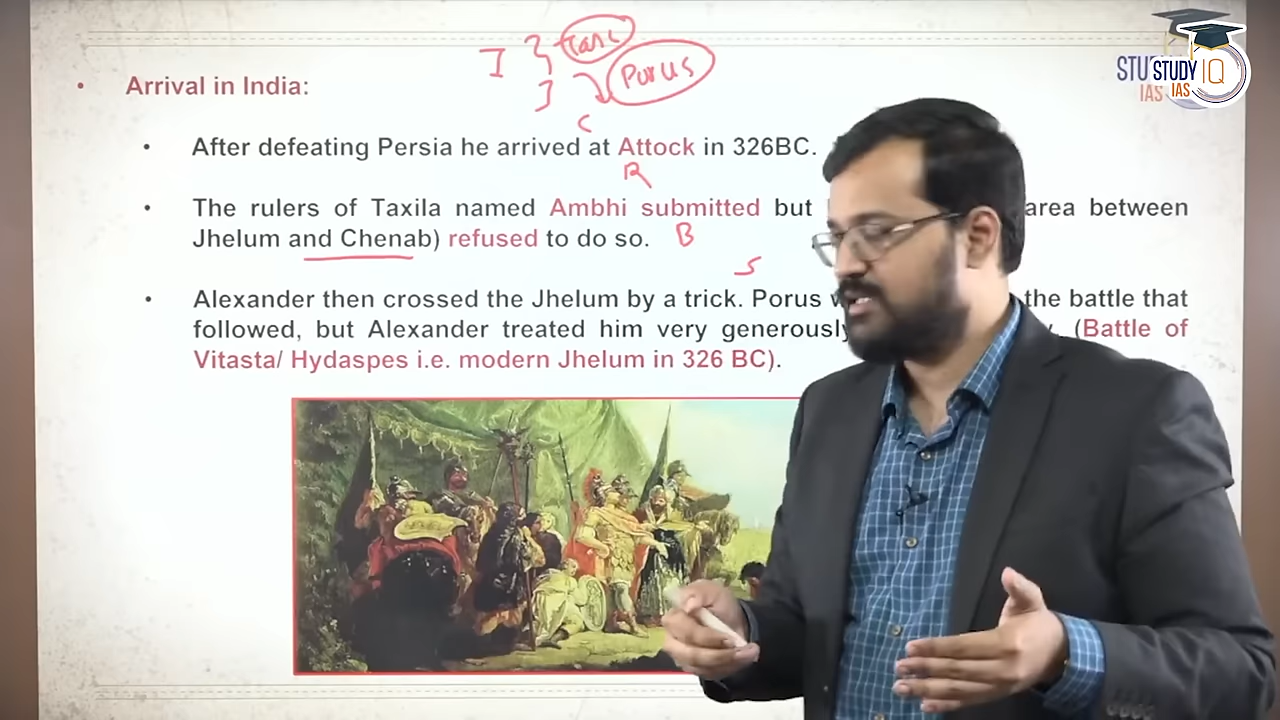 I } Taxi
} Porus
STUDY IQ
IAS
STU
IAS
• Arrival in India:
C
• After defeating Persia he arrived at Attock in 326BC.
R
• The rulers of Taxila named Ambhi submitted but area between
Jhelum and Chenab) refused to do so. B
S
• Alexander then crossed the Jhelum by a trick. Porus the battle that
followed, but Alexander treated him very generously (Battle of
Vitasta/ Hydaspes i.e. modern Jhelum in 326 BC).